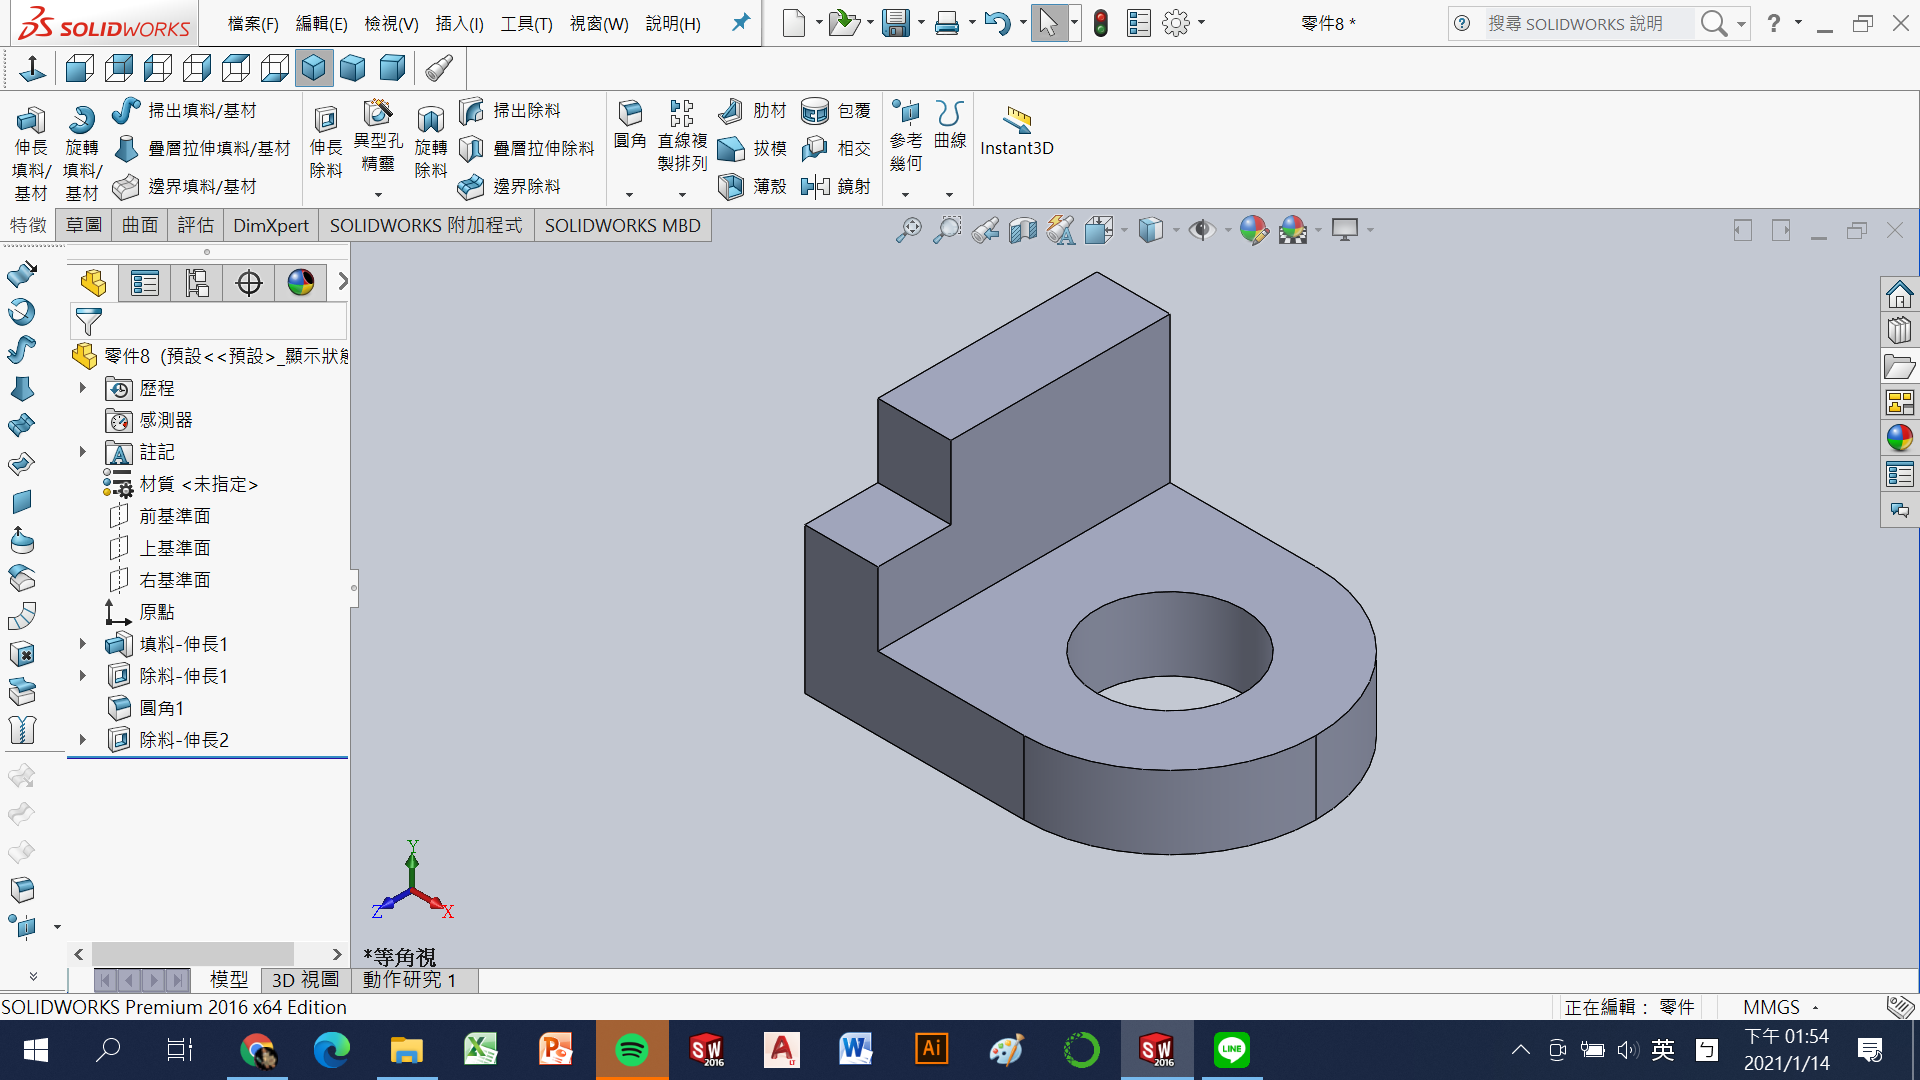 SOLIDWORKS 檔案(F) 編輯(E) 檢視(V) 插入(I) 工具(T) 視窗(W) 說明(H) 零件8 * 搜尋 SOLIDWORKS 說明 ?
伸長填料/基材
旋轉填料/基材
掃出填料/基材
疊層拉伸填料/基材
邊界填料/基材
伸長除料
異型孔精靈
旋轉除料
掃出除料
疊層拉伸除料
邊界除料
圓角
直線複製排列
肋材
拔模
薄殼
包覆
相交
鏡射
參考幾何
曲線
Instant3D
特徵 草圖 曲面 評估 DimXpert SOLIDWORKS 附加程式 SOLIDWORKS MBD
零件8 (預設<<預設>_顯示狀態
歷程
感測器
註記
材質 <未指定>
前基準面
上基準面
右基準面
原點
填料-伸長1
除料-伸長1
圓角1
除料-伸長2
Y
Z
X
*等角視
模型 3D 視圖 動作研究 1
SOLIDWORKS Premium 2016 x64 Edition 正在編輯： 零件 MMGS
SW 2016
A LT
W
Ai
SW 2016
LINE
英
ㄅ
下午 01:54
2021/1/14